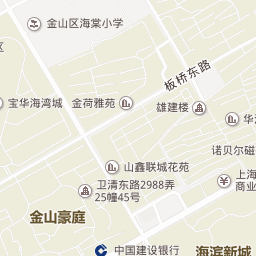 金山区海棠小学
区
板桥东路
宝华海湾城
金荷雅苑
雄建楼
华
诺贝尔磁
山鑫联城花苑
卫清东路2988弄
25幢45号
上海
商业
金山豪庭
中国建设银行
海滨新城